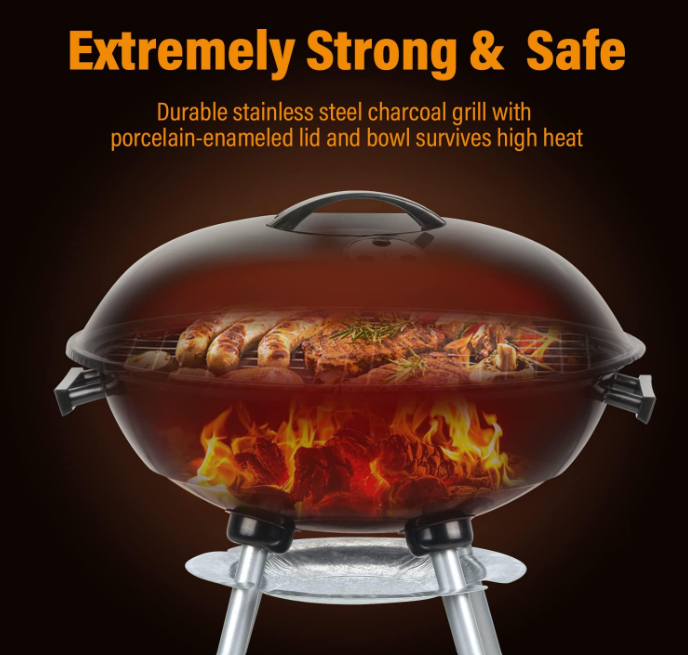 Extremely Strong & Safe
Durable stainless steel charcoal grill with
porcelain-enameled lid and bowl survives high heat